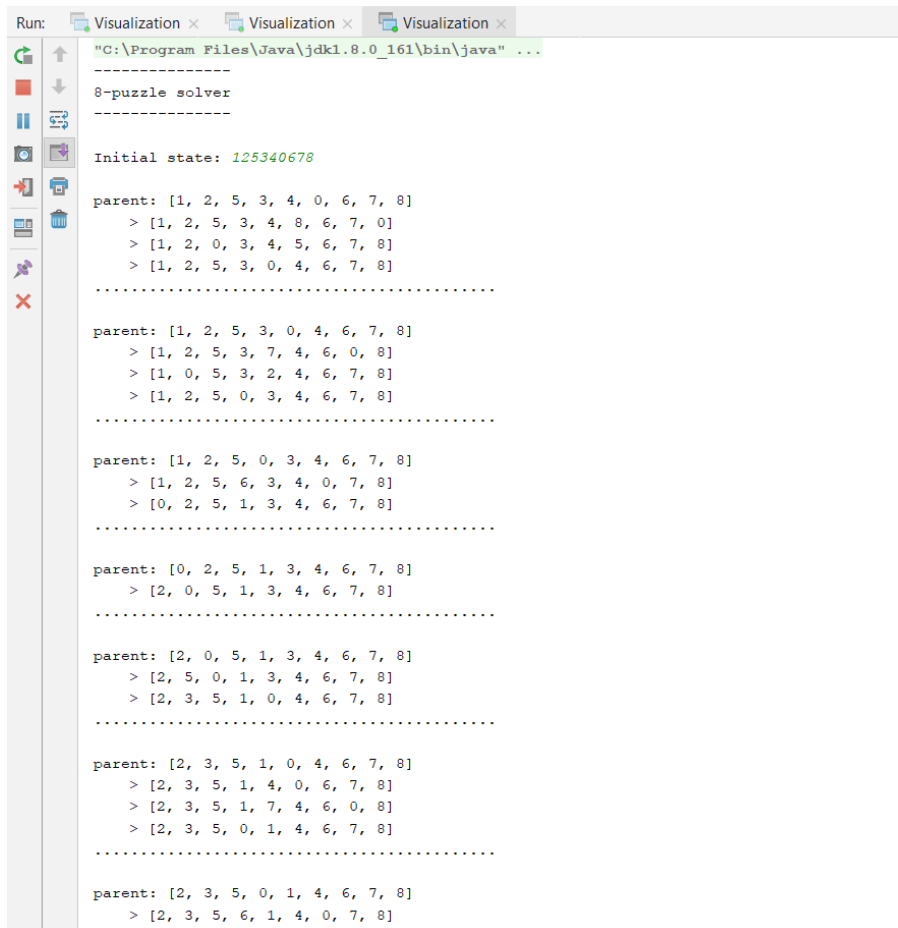 Run: Visualization × Visualization × Visualization ×
"C:\Program Files\Java\jdk1.8.0_161\bin\java" ...
---------------
8-puzzle solver
---------------
Initial state: 125340678
parent: [1, 2, 5, 3, 4, 0, 6, 7, 8]
> [1, 2, 5, 3, 4, 8, 6, 7, 0]
> [1, 2, 0, 3, 4, 5, 6, 7, 8]
> [1, 2, 5, 3, 0, 4, 6, 7, 8]
............................................
parent: [1, 2, 5, 3, 0, 4, 6, 7, 8]
> [1, 2, 5, 3, 7, 4, 6, 0, 8]
> [1, 0, 5, 3, 2, 4, 6, 7, 8]
> [1, 2, 5, 0, 3, 4, 6, 7, 8]
............................................
parent: [1, 2, 5, 0, 3, 4, 6, 7, 8]
> [1, 2, 5, 6, 3, 4, 0, 7, 8]
> [0, 2, 5, 1, 3, 4, 6, 7, 8]
............................................
parent: [0, 2, 5, 1, 3, 4, 6, 7, 8]
> [2, 0, 5, 1, 3, 4, 6, 7, 8]
............................................
parent: [2, 0, 5, 1, 3, 4, 6, 7, 8]
> [2, 5, 0, 1, 3, 4, 6, 7, 8]
> [2, 3, 5, 1, 0, 4, 6, 7, 8]
............................................
parent: [2, 3, 5, 1, 0, 4, 6, 7, 8]
> [2, 3, 5, 1, 4, 0, 6, 7, 8]
> [2, 3, 5, 1, 7, 4, 6, 0, 8]
> [2, 3, 5, 0, 1, 4, 6, 7, 8]
............................................
parent: [2, 3, 5, 0, 1, 4, 6, 7, 8]
> [2, 3, 5, 6, 1, 4, 0, 7, 8]